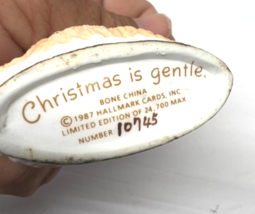 Christmas is gentle.
BONE CHINA
©1987 HALLMARK CARDS, INC.
LIMITED EDITION OF 24,700 MAX.
NUMBER 10745